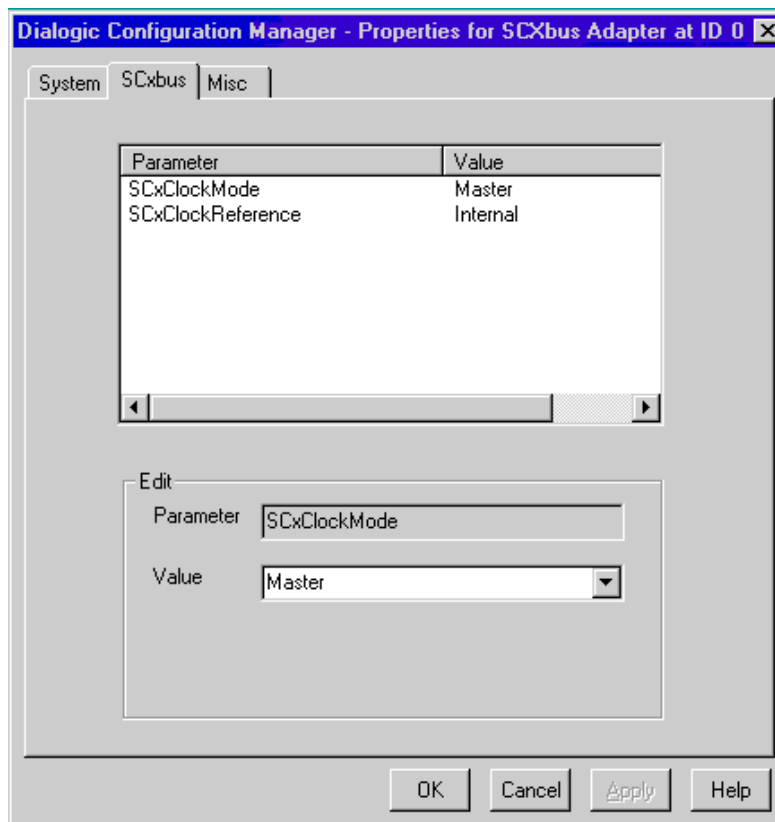 Dialogic Configuration Manager - Properties for SCXbus Adapter at ID 0
System SCxbus Misc
Parameter Value
SCxClockMode Master
SCxClockReference Internal
Edit
Parameter SCxClockMode
Value Master
OK Cancel Apply Help